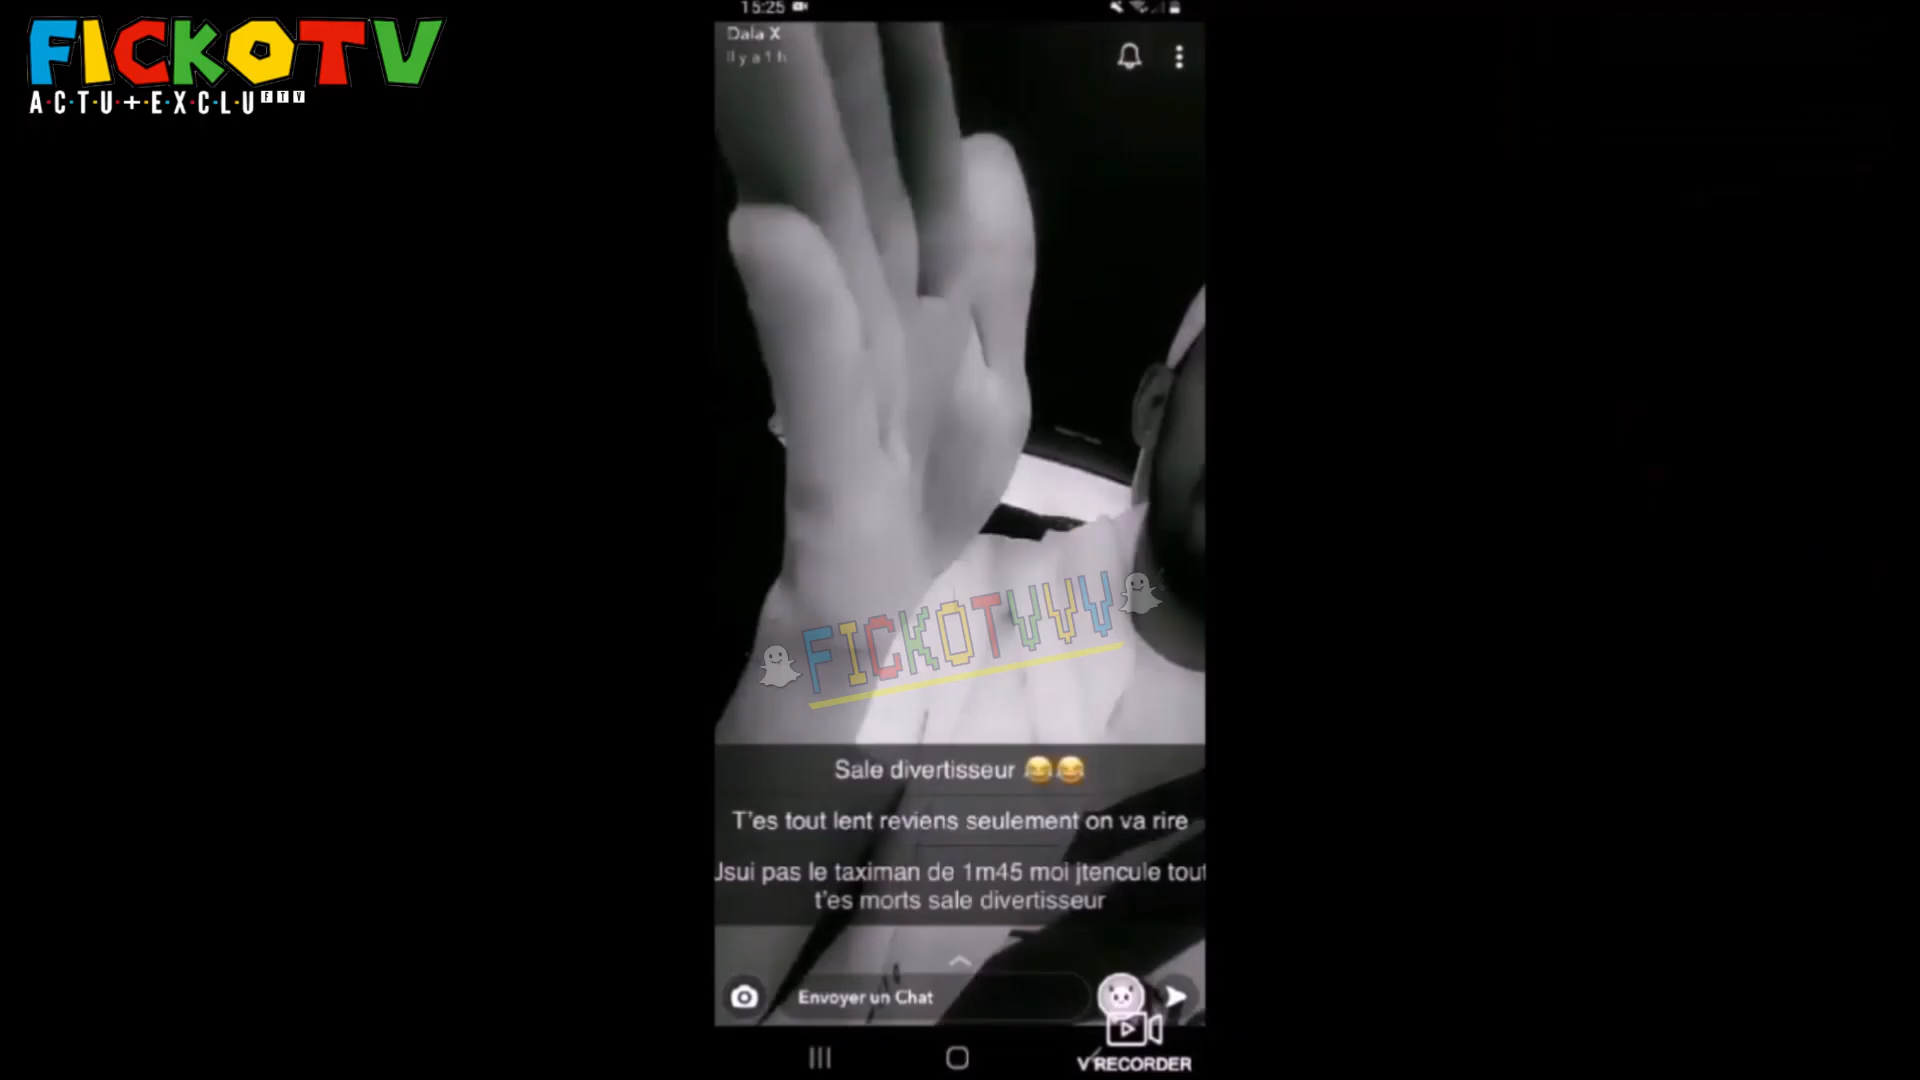 FICKOTV
A·C·T·U+E·X·C·L·U FTV
15:25
Dala X
Il y a 1 h
FICKOTVVV
Sale divertisseur 😂😂
T'es tout lent reviens seulement on va rire
Jsui pas le taximan de 1m45 moi jtencule tout
t'es morts sale divertisseur
Envoyer un Chat
V RECORDER